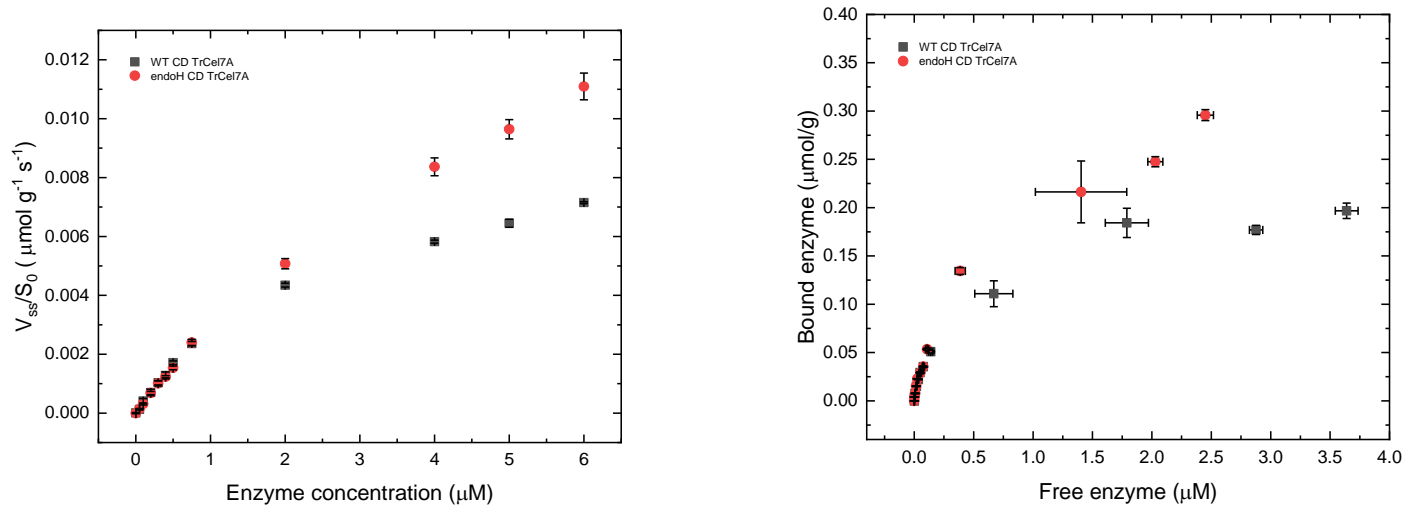 WT CD TrCel7A
endoH CD TrCel7A
0.012
0.010
0.008
0.006
0.004
0.002
0.000
V_ss/S_0 ( μmol g^-1 s^-1)
0 1 2 3 4 5 6
Enzyme concentration (μM)
WT CD TrCel7A
endoH CD TrCel7A
0.40
0.35
0.30
0.25
0.20
0.15
0.10
0.05
0.00
Bound enzyme (μmol/g)
0.0 0.5 1.0 1.5 2.0 2.5 3.0 3.5 4.0
Free enzyme (μM)